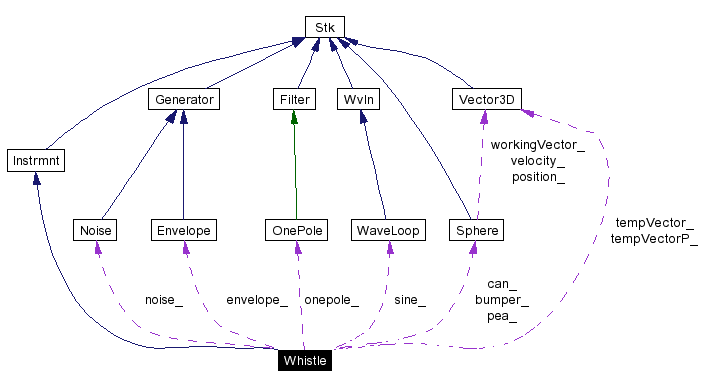 Stk
Generator
Filter
WvIn
Vector3D
workingVector_
velocity_
position_
Instrmnt
Noise
Envelope
OnePole
WaveLoop
Sphere
tempVector_
tempVectorP_
noise_
envelope_
onepole_
sine_
can_
bumper_
pea_
Whistle